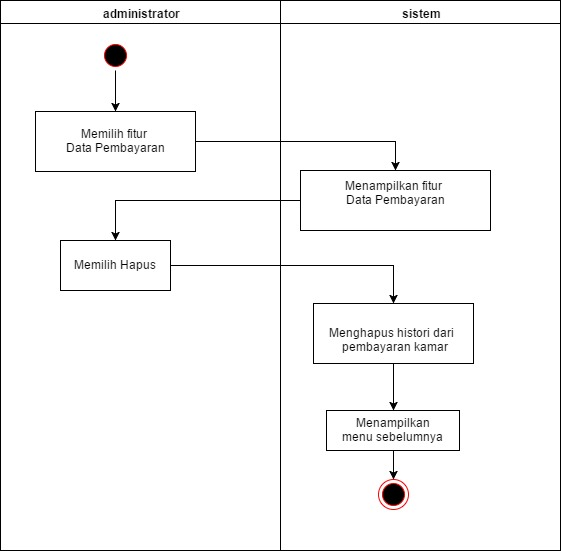 administrator
sistem
Memilih fitur
Data Pembayaran
Menampilkan fitur
Data Pembayaran
Memilih Hapus
Menghapus histori dari
pembayaran kamar
Menampilkan
menu sebelumnya